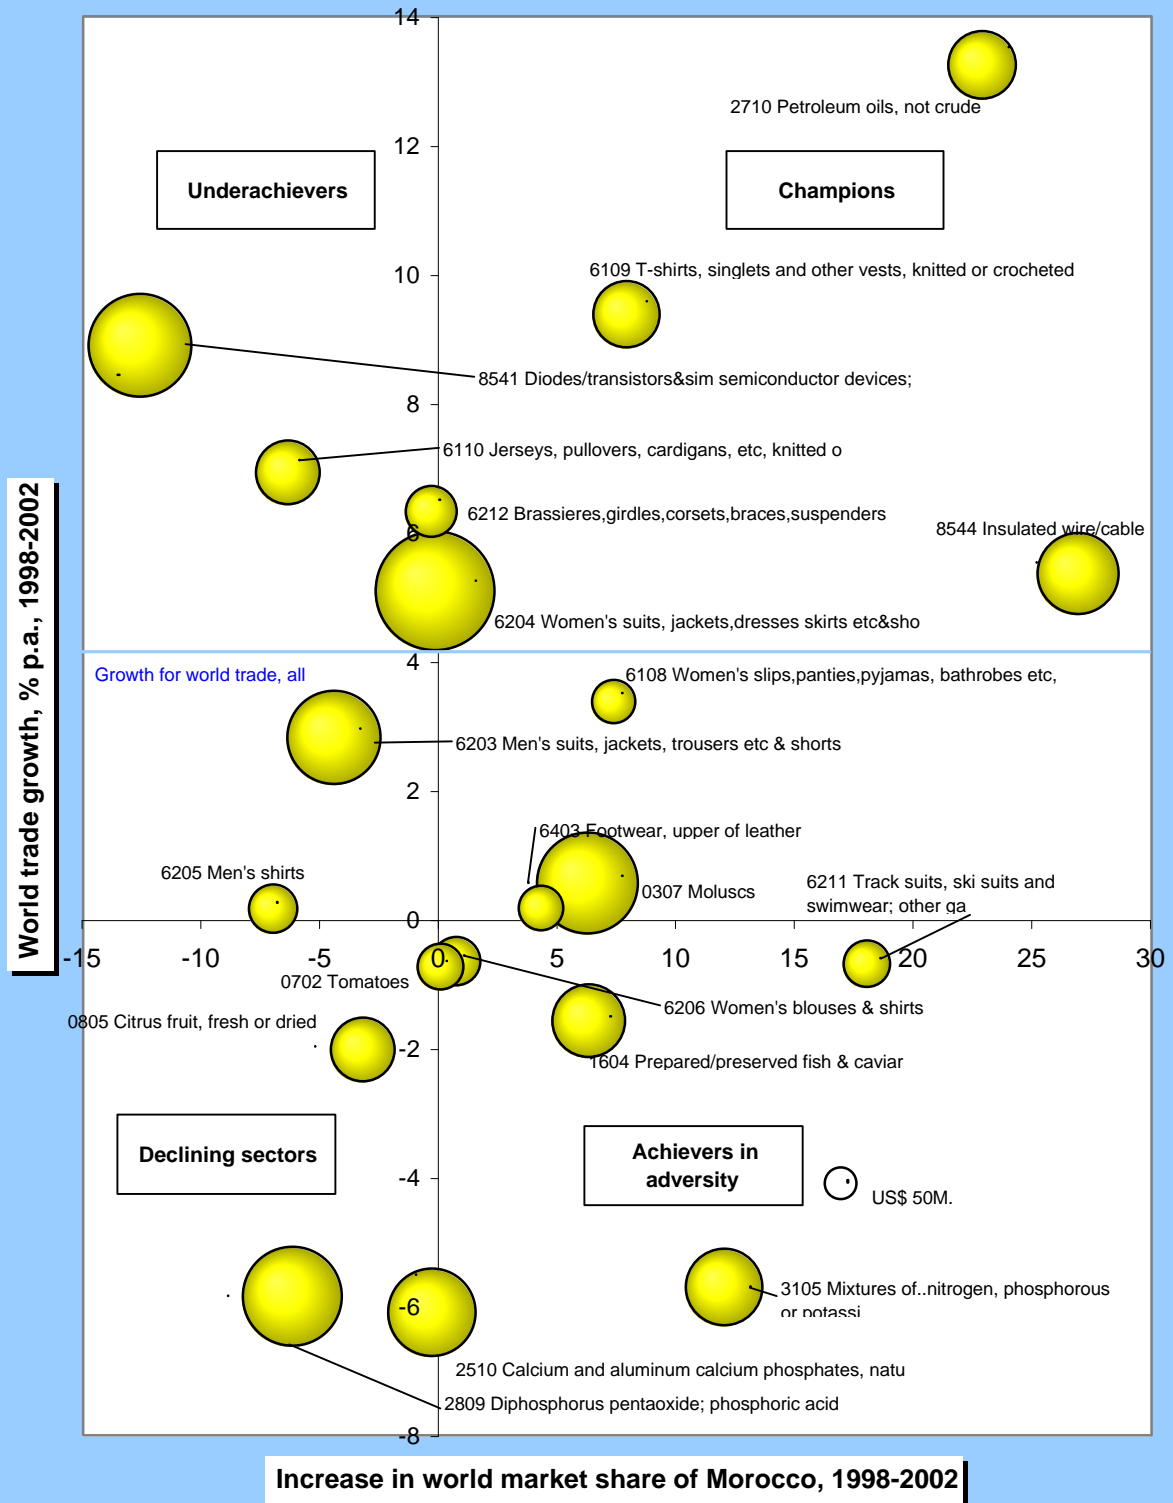 14
2710 Petroleum oils, not crude
12
Underachievers
Champions
6109 T-shirts, singlets and other vests, knitted or crocheted
10
8541 Diodes/transistors&sim semiconductor devices;
8
6110 Jerseys, pullovers, cardigans, etc, knitted o
6212 Brassieres,girdles,corsets,braces,suspenders
6
8544 Insulated wire/cable
6204 Women's suits, jackets,dresses skirts etc&sho
World trade growth, % p.a., 1998-2002
4
Growth for world trade, all
6108 Women's slips,panties,pyjamas, bathrobes etc,
6203 Men's suits, jackets, trousers etc & shorts
2
6403 Footwear, upper of leather
6205 Men's shirts
0307 Moluscs
6211 Track suits, ski suits and
swimwear; other ga
0
-15 -10 -5 0 5 10 15 20 25 30
0702 Tomatoes
6206 Women's blouses & shirts
0805 Citrus fruit, fresh or dried
-2
1604 Prepared/preserved fish & caviar
Declining sectors
Achievers in
adversity
-4
US$ 50M.
-6
3105 Mixtures of..nitrogen, phosphorous
or potassi
2510 Calcium and aluminum calcium phosphates, natu
2809 Diphosphorus pentaoxide; phosphoric acid
-8
Increase in world market share of Morocco, 1998-2002